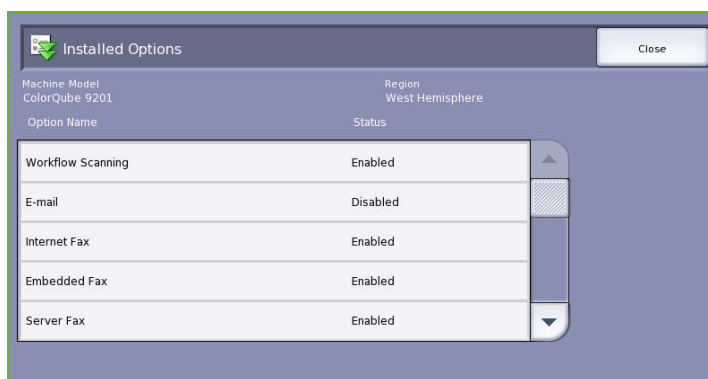 Installed Options
Close
Machine Model
Region
ColorQube 9201
West Hemisphere
Option Name
Status
Workflow Scanning
Enabled
E-mail
Disabled
Internet Fax
Enabled
Embedded Fax
Enabled
Server Fax
Enabled